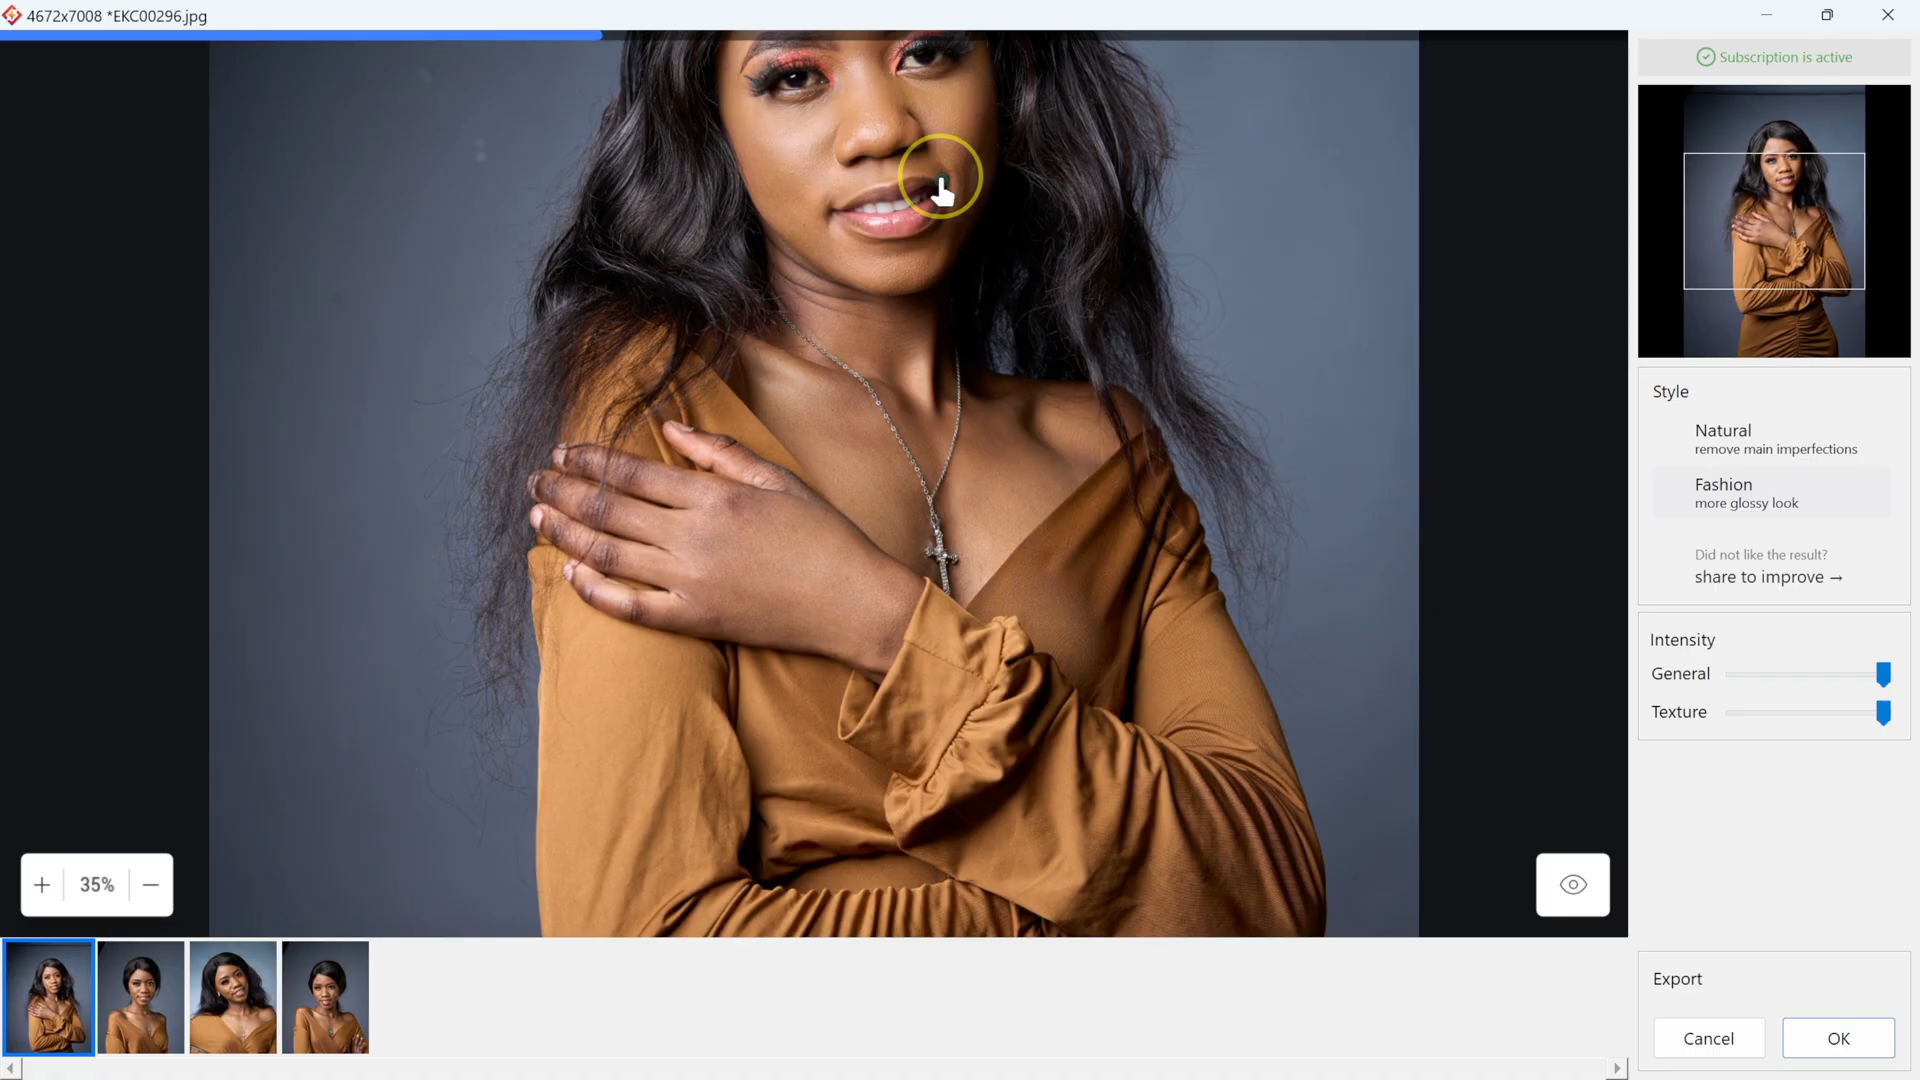 4672x7008 *EKC00296.jpg
Subscription is active
Style
Natural
remove main imperfections
Fashion
more glossy look
Did not like the result?
share to improve →
Intensity
General
Texture
+ 35% −
Export
Cancel OK